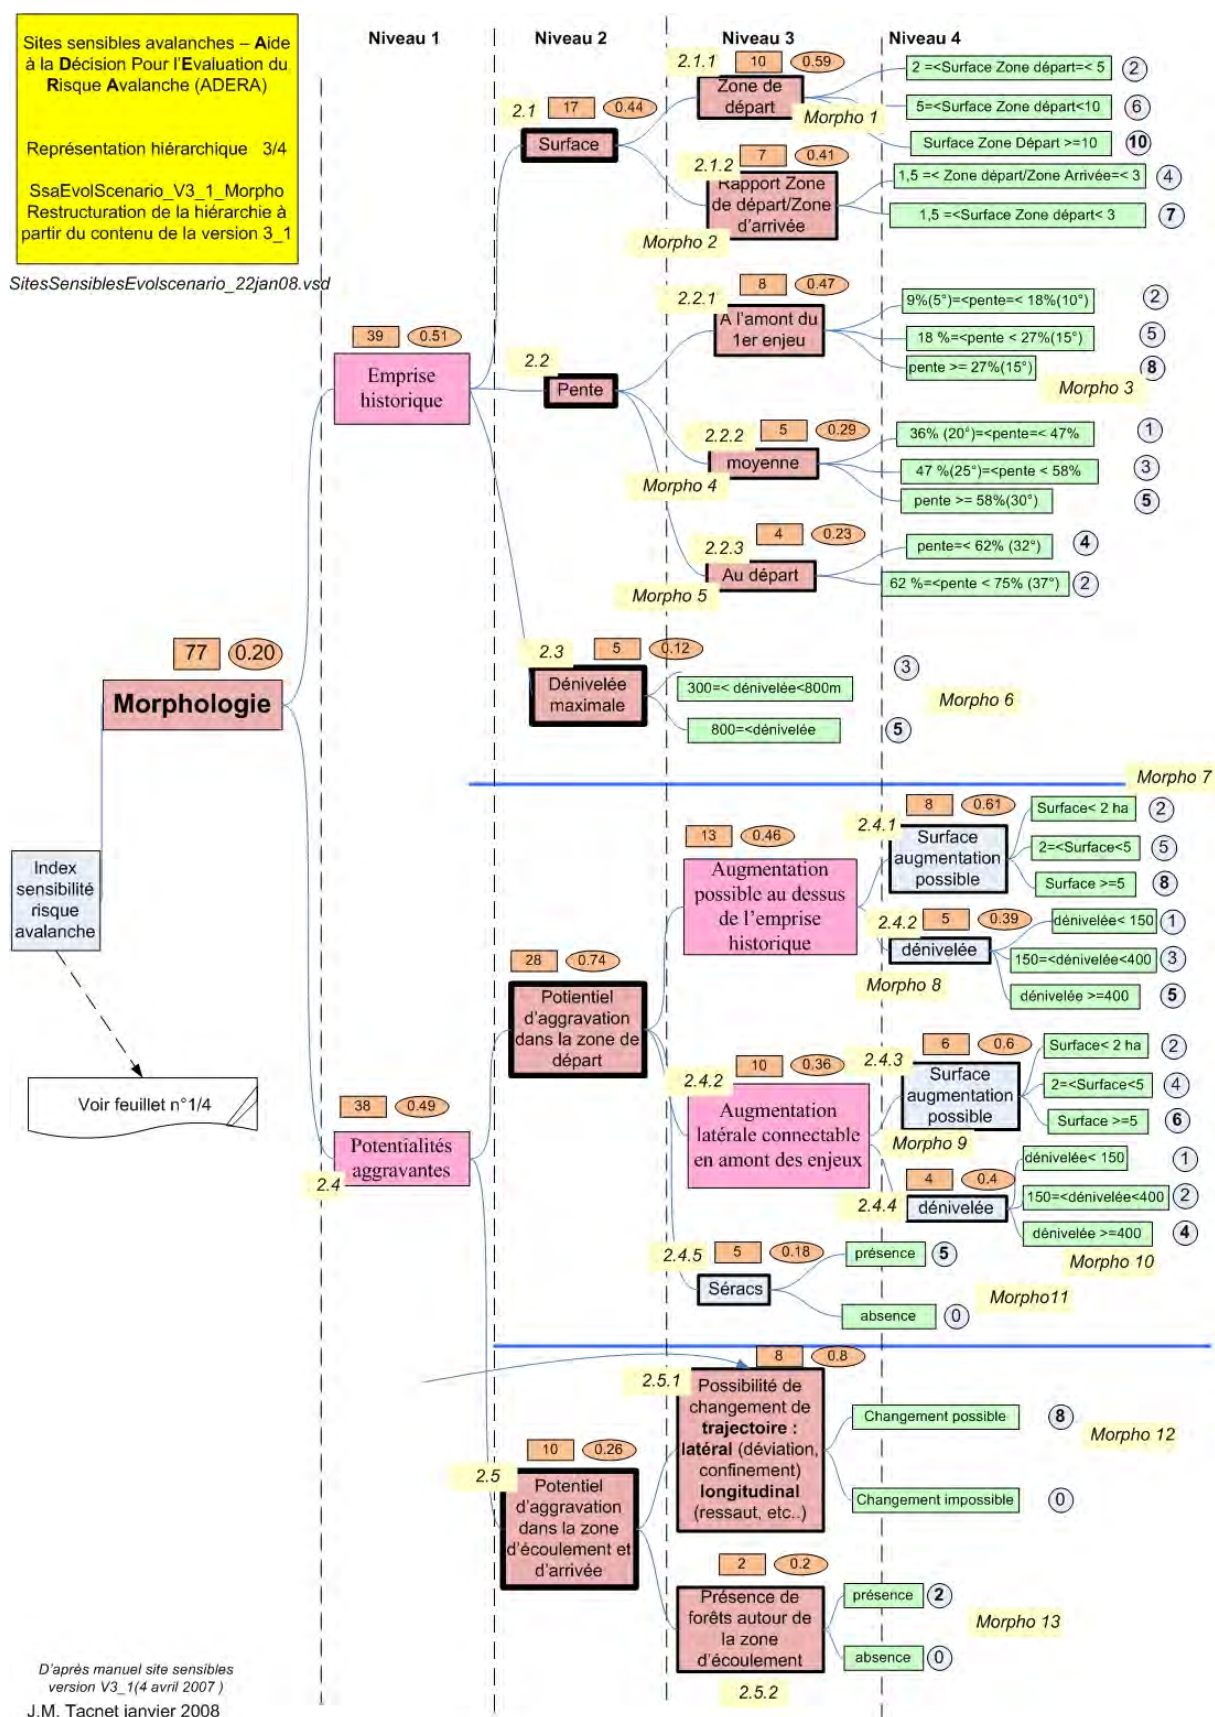 Sites sensibles avalanches – Aide
à la Décision Pour l'Evaluation du
Risque Avalanche (ADERA)
Représentation hiérarchique 3/4
SsaEvolScenario_V3_1_Morpho
Restructuration de la hiérarchie à
partir du contenu de la version 3_1
SitesSensiblesEvolscenario_22jan08.vsd
Niveau 1
Niveau 2
Niveau 3
Niveau 4
Index
sensibilité
risque
avalanche
Voir feuillet n°1/4
77 0.20
Morphologie
39 0.51
Emprise
historique
2.1 17 0.44
Surface
2.1.1 10 0.59
Zone de
départ
Morpho 1
2 =<Surface Zone départ=< 5 2
5=<Surface Zone départ<10 6
Surface Zone Départ >=10 10
2.1.2 7 0.41
Rapport Zone
de départ/Zone
d'arrivée
Morpho 2
1,5 =< Zone départ/Zone Arrivée=< 3 4
1,5 =<Surface Zone départ< 3 7
2.2
Pente
2.2.1 8 0.47
A l'amont du
1er enjeu
9%(5°)=<pente=< 18%(10°) 2
18 %=<pente < 27%(15°) 5
pente >= 27%(15°) 8
Morpho 3
2.2.2 5 0.29
moyenne
Morpho 4
36% (20°)=<pente=< 47% 1
47 %(25°)=<pente < 58% 3
pente >= 58%(30°) 5
2.2.3 4 0.23
Au départ
Morpho 5
pente=< 62% (32°) 4
62 %=<pente < 75% (37°) 2
2.3 5 0.12
Dénivelée
maximale
300=< dénivelée<800m 3
800=<dénivelée 5
Morpho 6
Morpho 7
38 0.49
Potentialités
aggravantes
2.4
28 0.74
Potientiel
d'aggravation
dans la zone de
départ
13 0.46
Augmentation
possible au dessus
de l'emprise
historique
2.4.1 8 0.61
Surface
augmentation
possible
Surface< 2 ha 2
2=<Surface<5 5
Surface >=5 8
2.4.2 5 0.39
dénivelée
Morpho 8
dénivelée< 150 1
150=<dénivelée<400 3
dénivelée >=400 5
2.4.2 10 0.36
Augmentation
latérale connectable
en amont des enjeux
2.4.3 6 0.6
Surface
augmentation
possible
Morpho 9
Surface< 2 ha 2
2=<Surface<5 4
Surface >=5 6
2.4.4 4 0.4
dénivelée
dénivelée< 150 1
150=<dénivelée<400 2
dénivelée >=400 4
Morpho 10
2.4.5 5 0.18
Séracs
présence 5
absence 0
Morpho11
2.5 10 0.26
Potentiel
d'aggravation
dans la zone
d'écoulement et
d'arrivée
2.5.1 8 0.8
Possibilité de
changement de
trajectoire :
latéral (déviation,
confinement)
longitudinal
(ressaut, etc..)
Changement possible 8
Changement impossible 0
Morpho 12
2 0.2
Présence de
forêts autour de
la zone
d'écoulement
2.5.2
présence 2
absence 0
Morpho 13
D'après manuel site sensibles
version V3_1(4 avril 2007 )
J.M. Tacnet janvier 2008